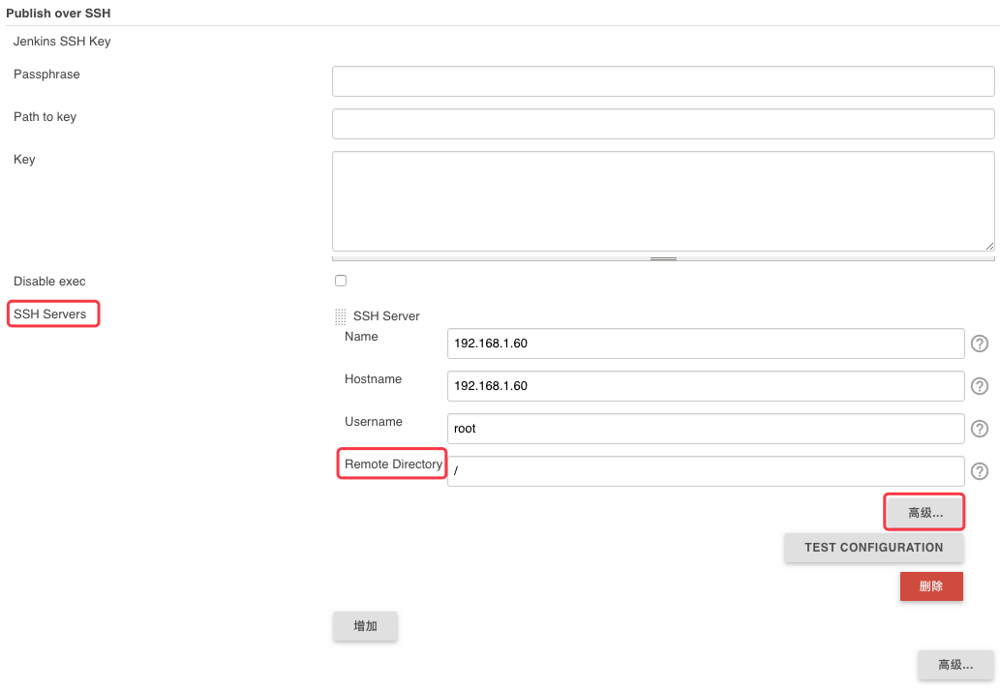 Publish over SSH
Jenkins SSH Key
Passphrase
Path to key
Key
Disable exec
SSH Servers
SSH Server
Name
192.168.1.60
Hostname
192.168.1.60
Username
root
Remote Directory
/
高级...
TEST CONFIGURATION
删除
增加
高级...